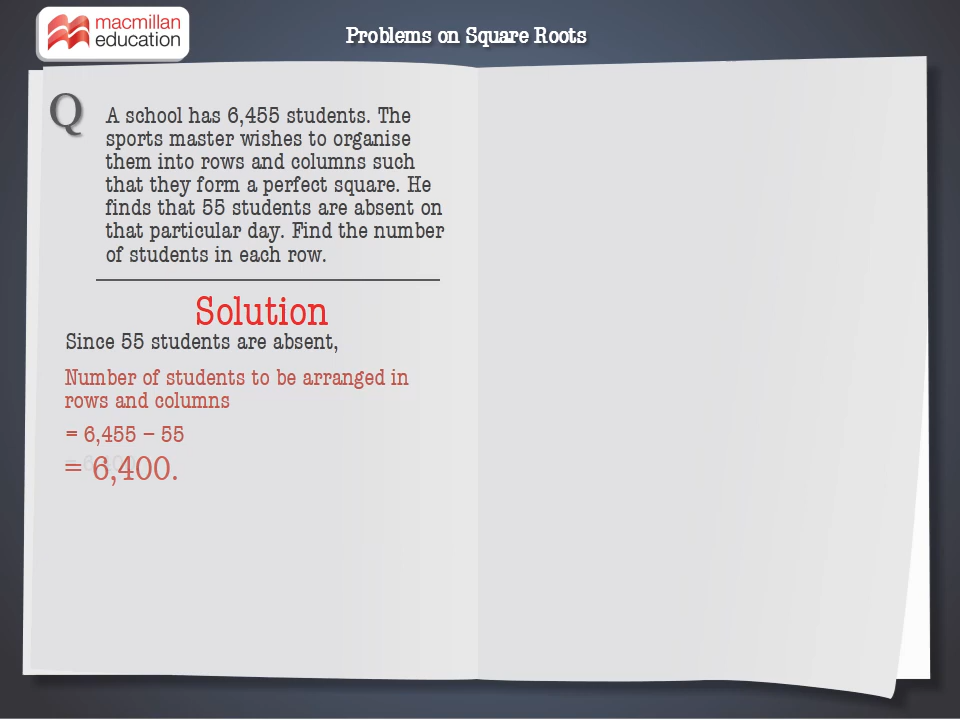 macmillan
education
Problems on Square Roots
Q
A school has 6,455 students. The
sports master wishes to organise
them into rows and columns such
that they form a perfect square. He
finds that 55 students are absent on
that particular day. Find the number
of students in each row.
Solution
Since 55 students are absent,
Number of students to be arranged in
rows and columns
= 6,455 – 55
= 6,400.